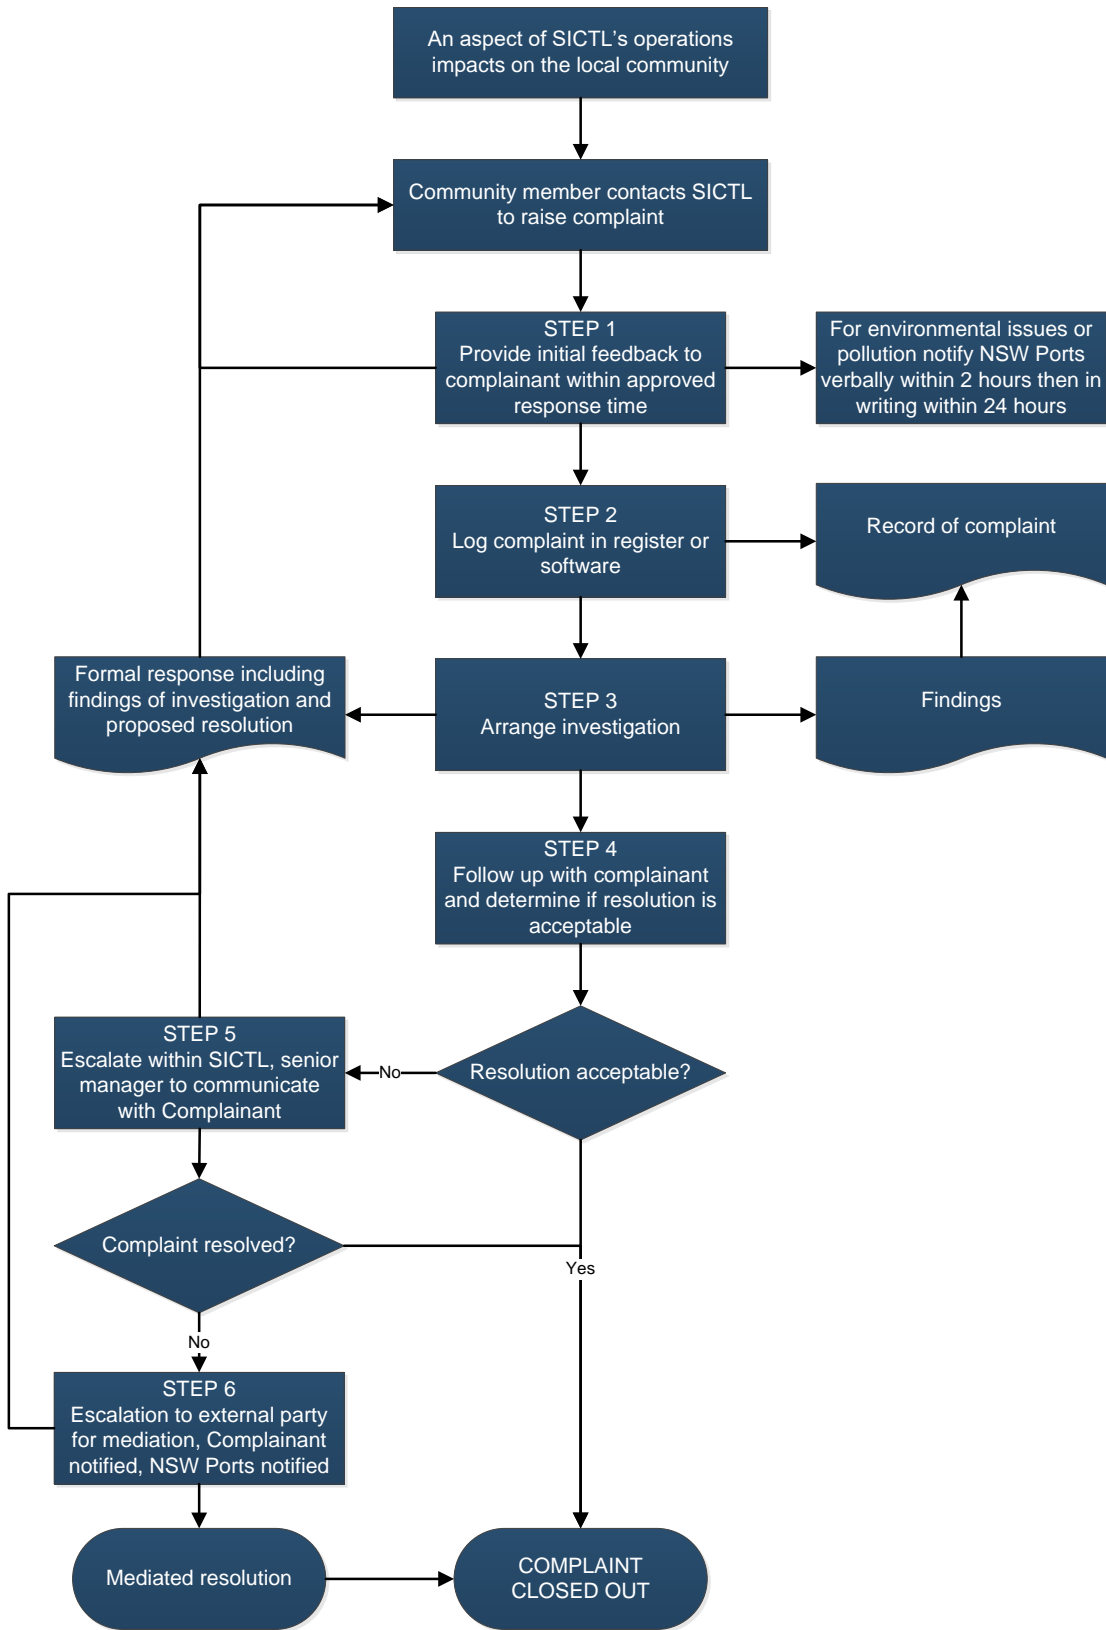 An aspect of SICTL's operations
impacts on the local community
Community member contacts SICTL
to raise complaint
STEP 1
Provide initial feedback to
complainant within approved
response time
For environmental issues or
pollution notify NSW Ports
verbally within 2 hours then in
writing within 24 hours
STEP 2
Log complaint in register or
software
Record of complaint
Formal response including
findings of investigation and
proposed resolution
STEP 3
Arrange investigation
Findings
STEP 4
Follow up with complainant
and determine if resolution is
acceptable
STEP 5
Escalate within SICTL, senior
manager to communicate
with Complainant
No
Resolution acceptable?
Complaint resolved?
Yes
No
STEP 6
Escalation to external party
for mediation, Complainant
notified, NSW Ports notified
Mediated resolution
COMPLAINT
CLOSED OUT